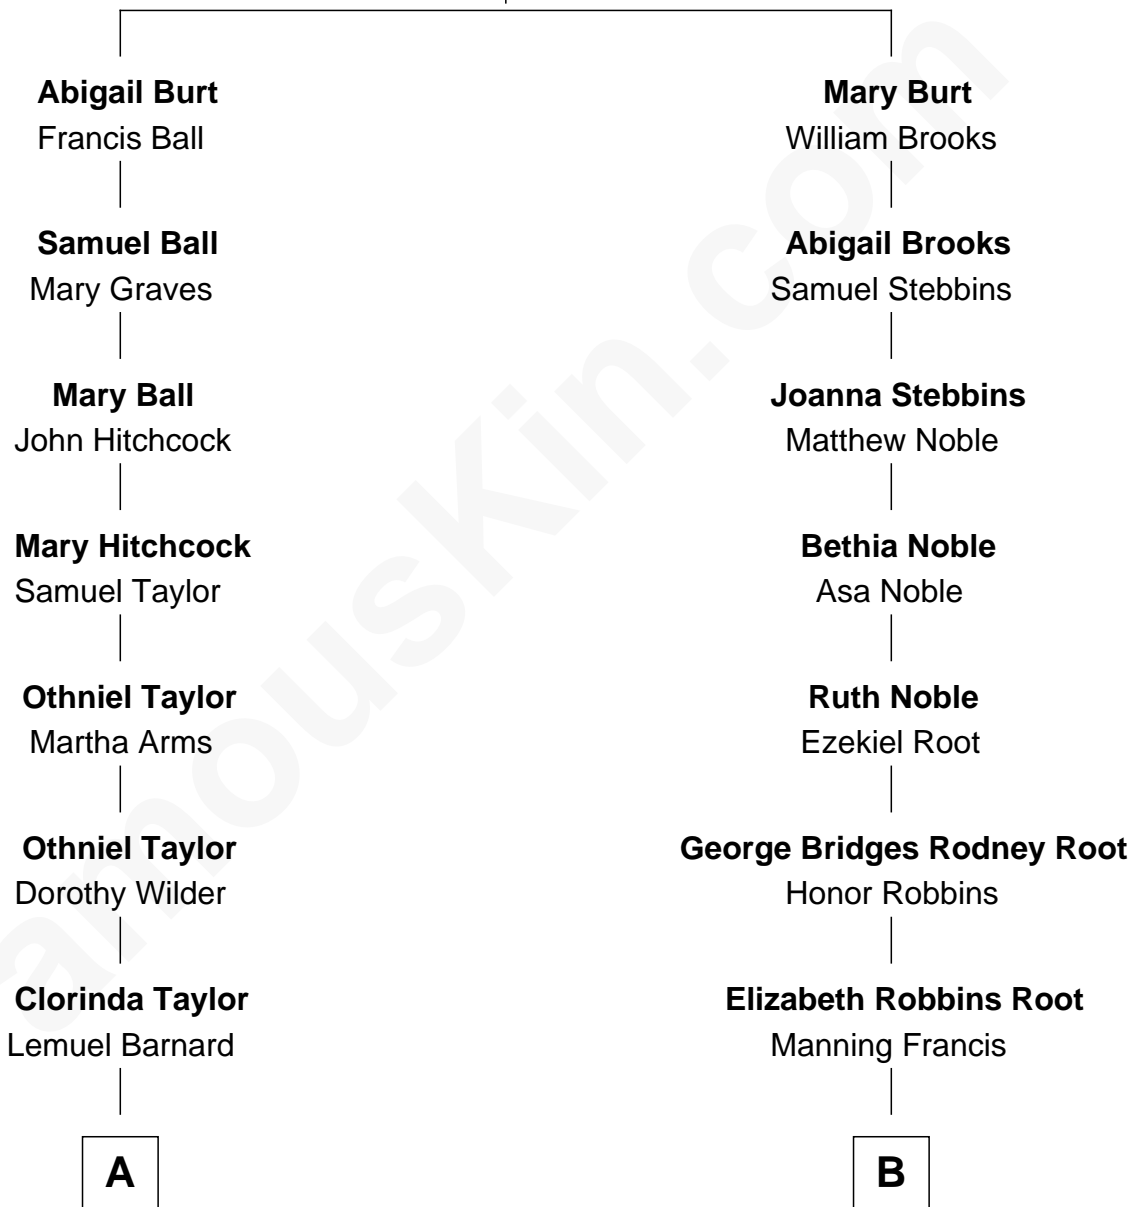 Abigail Burt
Francis Ball
Samuel Ball
Mary Graves
Mary Ball
John Hitchcock
Mary Hitchcock
Samuel Taylor
Othniel Taylor
Martha Arms
Othniel Taylor
Dorothy Wilder
Clorinda Taylor
Lemuel Barnard
A
Mary Burt
William Brooks
Abigail Brooks
Samuel Stebbins
Joanna Stebbins
Matthew Noble
Bethia Noble
Asa Noble
Ruth Noble
Ezekiel Root
George Bridges Rodney Root
Honor Robbins
Elizabeth Robbins Root
Manning Francis
B
amouskin.com